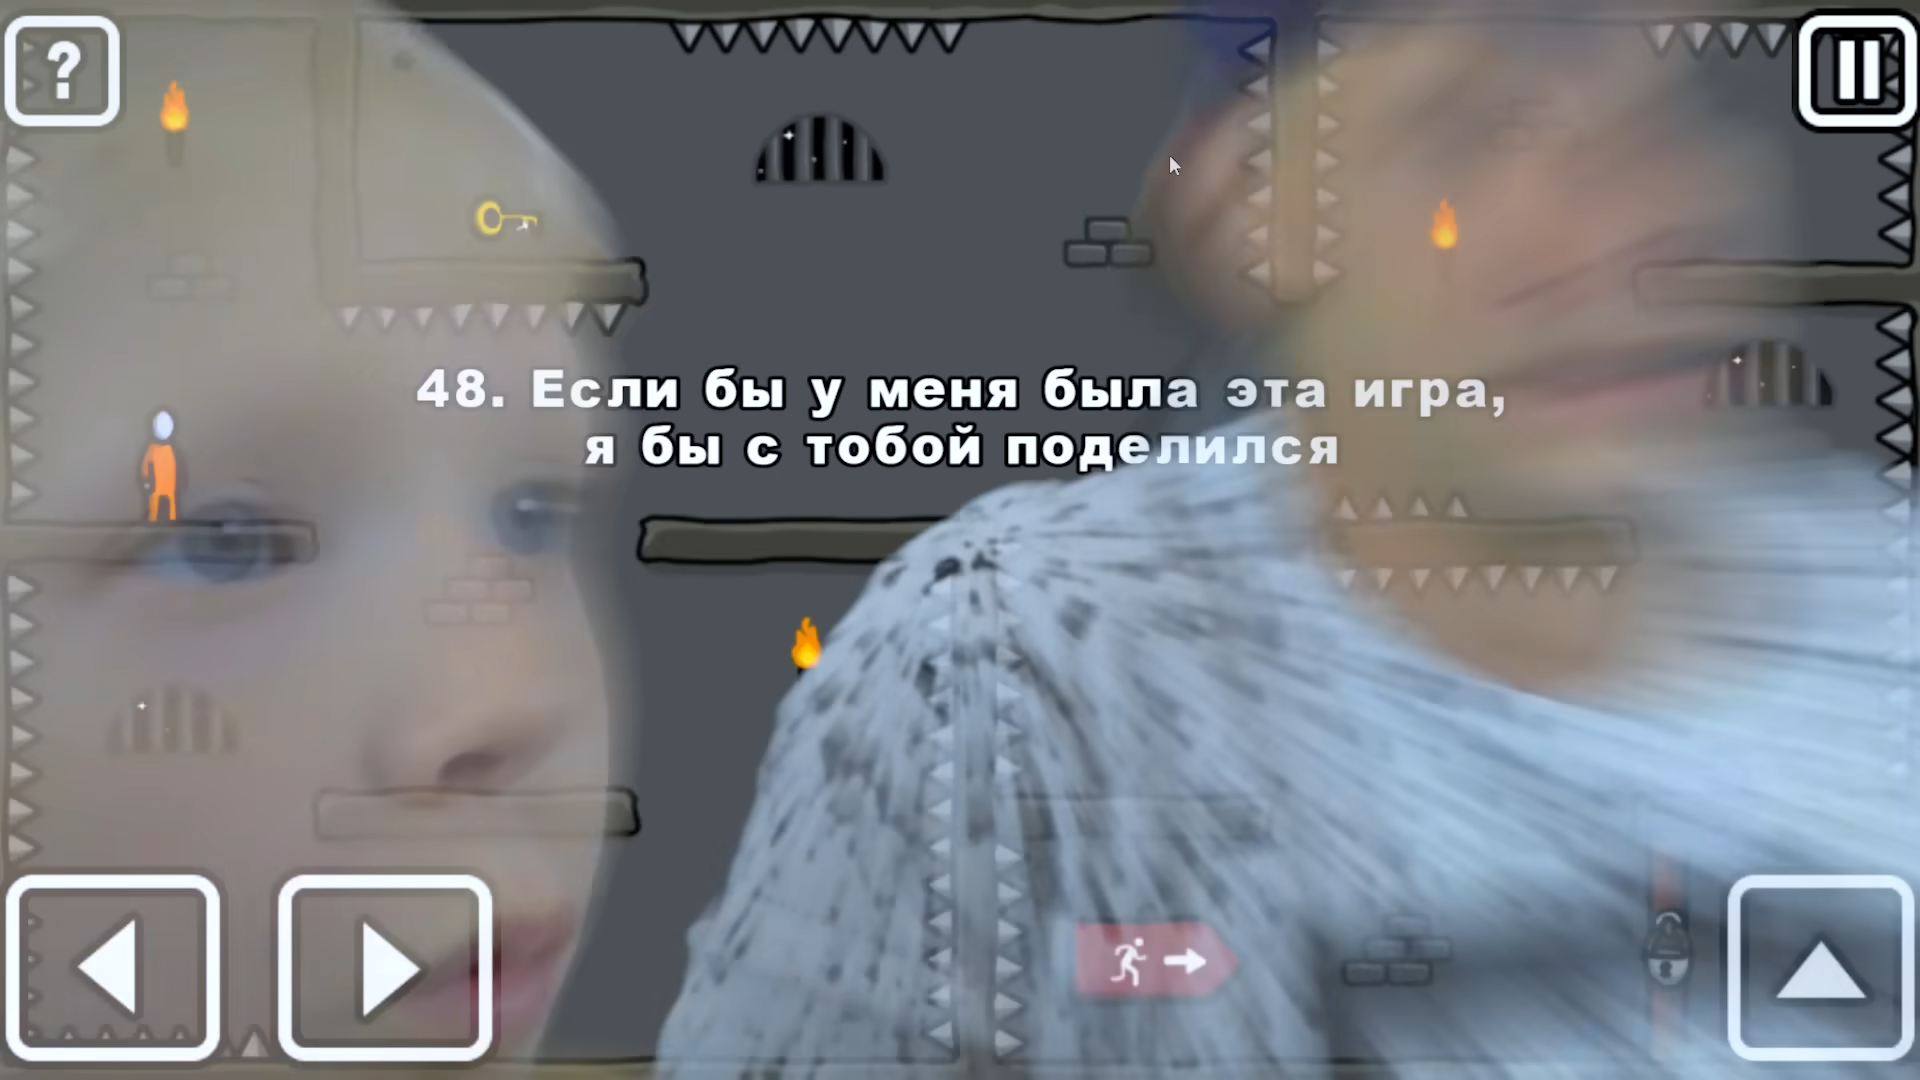 ?
48. Если бы у меня была эта игра,
я бы с тобой поделился